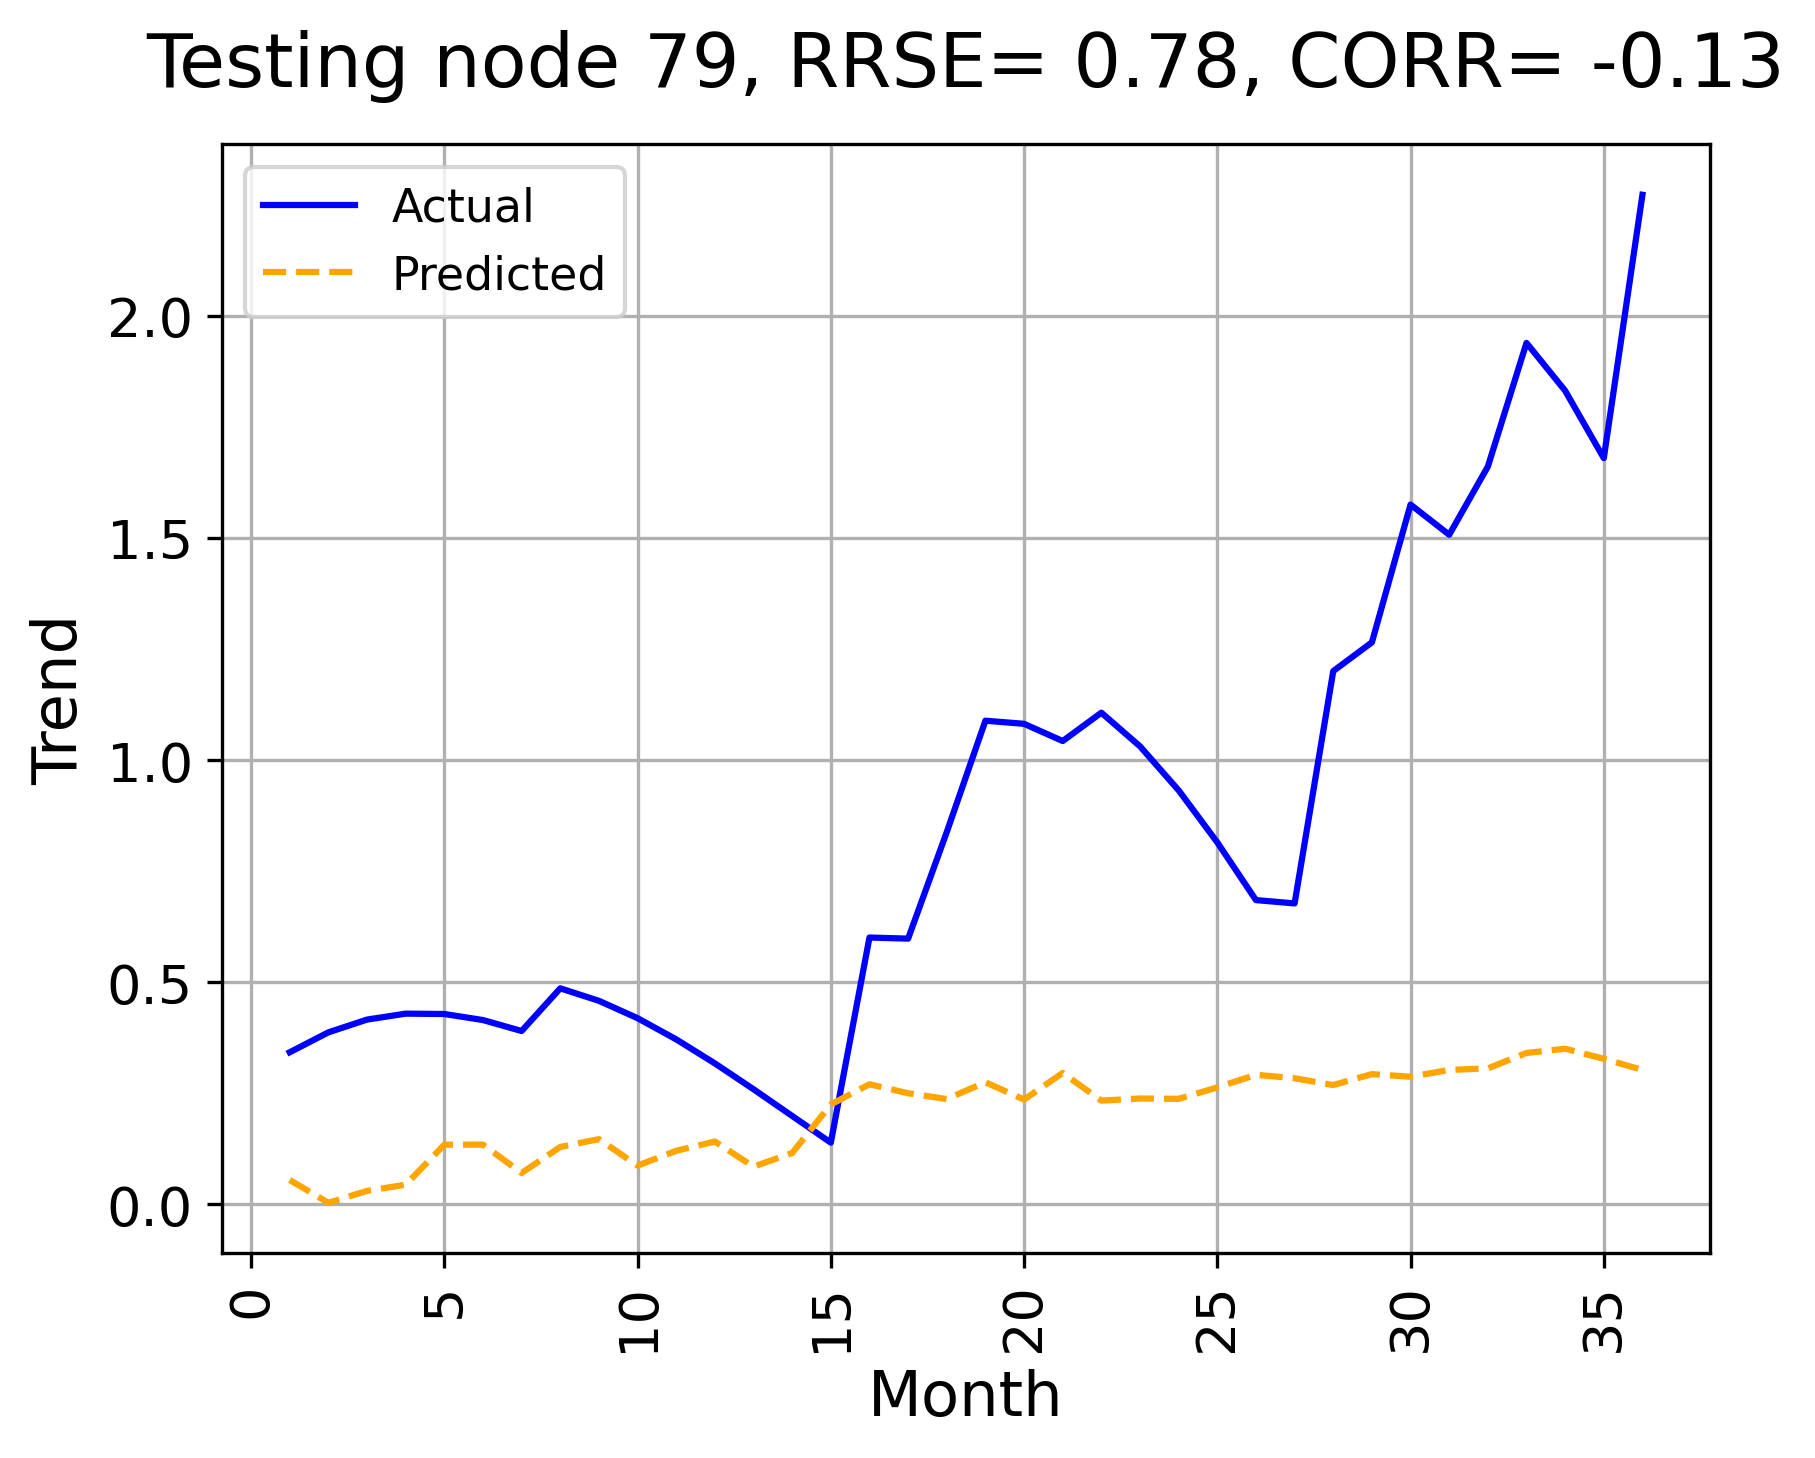 Testing node 79, RRSE= 0.78, CORR= -0.13
Actual
Predicted
2.0
1.5
1.0
0.5
0.0
Trend
0 5 10 15 20 25 30 35
Month